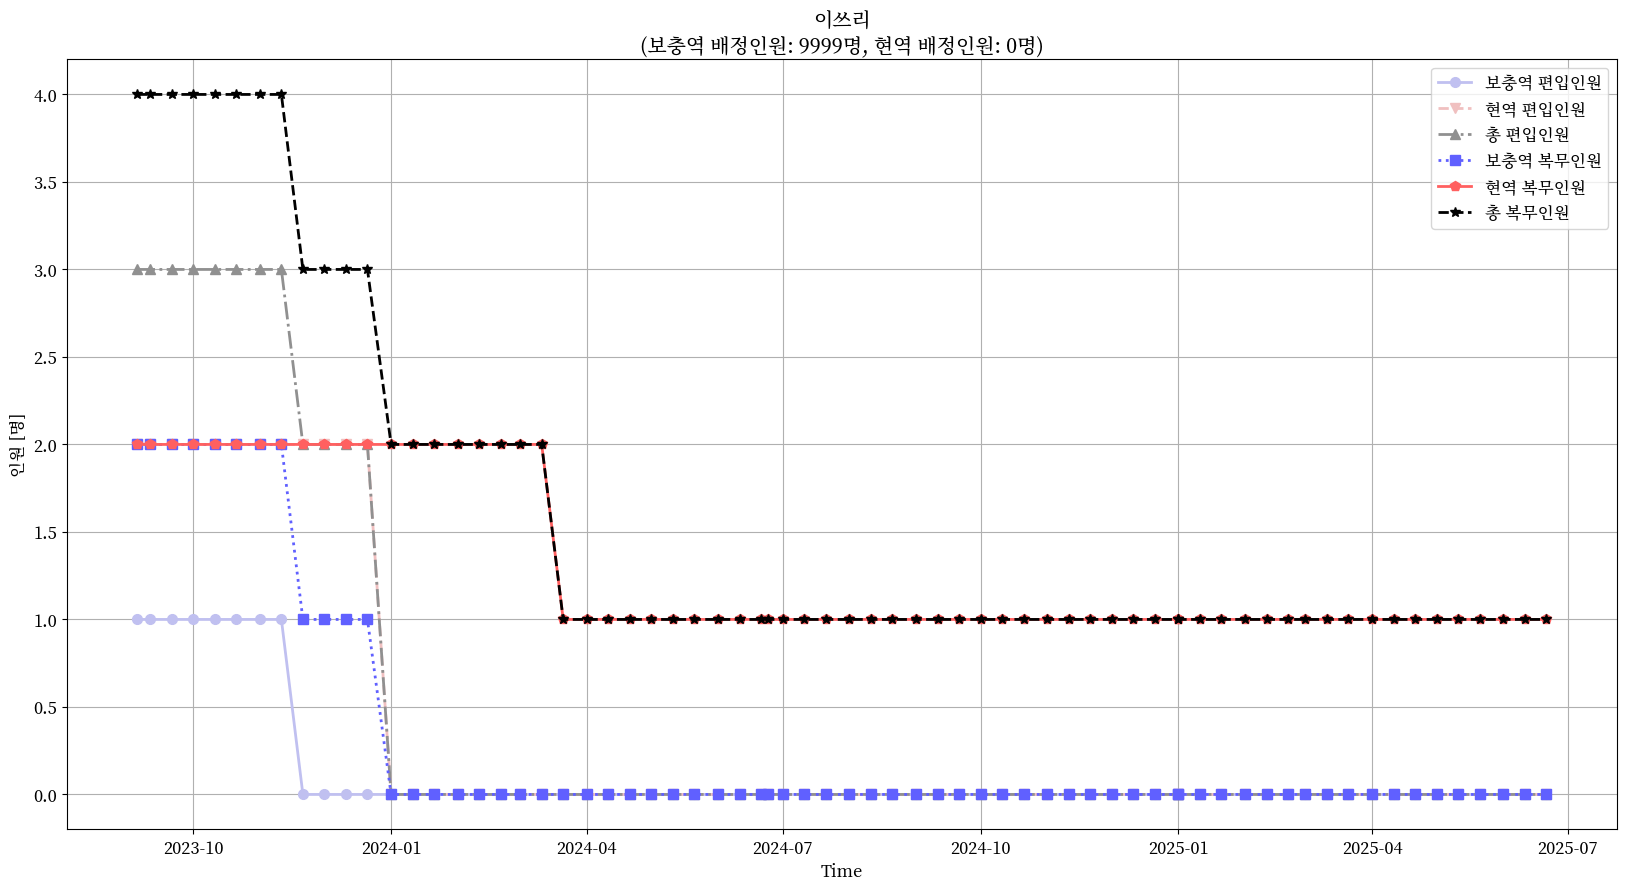 이쓰리
(보충역 배정인원: 9999명, 현역 배정인원: 0명)
보충역 편입인원
현역 편입인원
총 편입인원
보충역 복무인원
현역 복무인원
총 복무인원
인원 [명]
4.0
3.5
3.0
2.5
2.0
1.5
1.0
0.5
0.0
2023-10
2024-01
2024-04
2024-07
2024-10
2025-01
2025-04
2025-07
Time